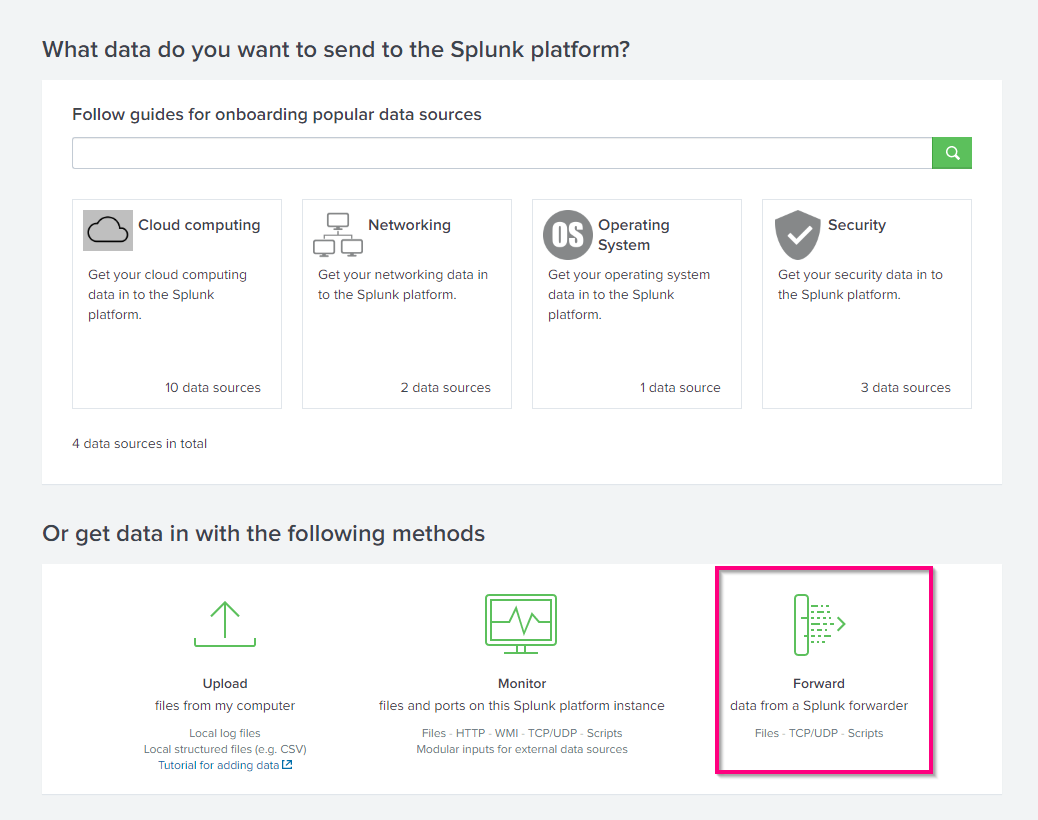 What data do you want to send to the Splunk platform?
Follow guides for onboarding popular data sources
Cloud computing
Get your cloud computing
data in to the Splunk
platform.
10 data sources
Networking
Get your networking data in
to the Splunk platform.
2 data sources
OS
Operating
System
Get your operating system
data in to the Splunk
platform.
1 data source
Security
Get your security data in to
the Splunk platform.
3 data sources
4 data sources in total
Or get data in with the following methods
Upload
files from my computer
Local log files
Local structured files (e.g. CSV)
Tutorial for adding data
Monitor
files and ports on this Splunk platform instance
Files · HTTP · WMI · TCP/UDP · Scripts
Modular inputs for external data sources
Forward
data from a Splunk forwarder
Files · TCP/UDP · Scripts